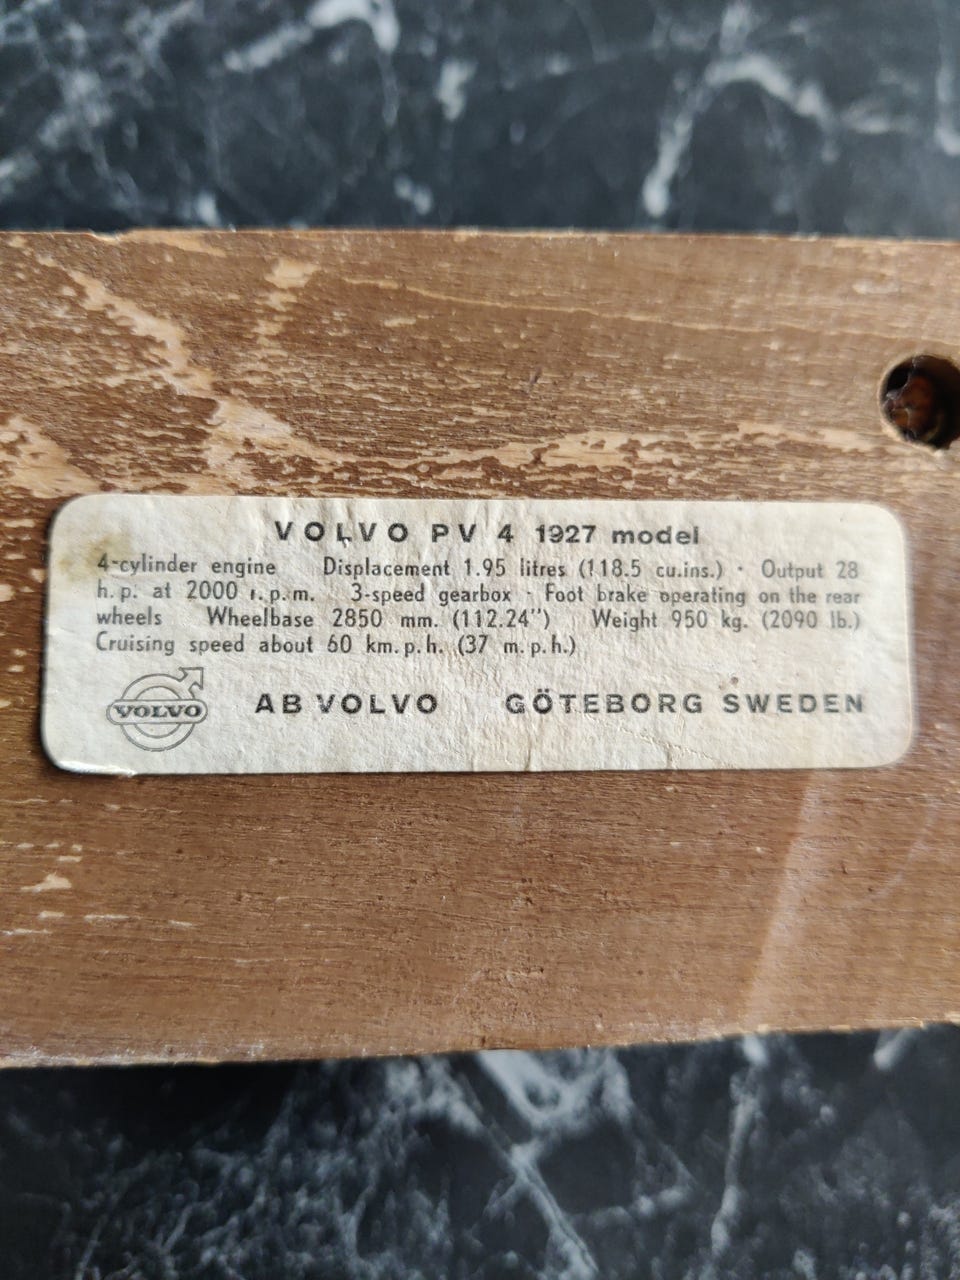 VOLVO PV 4 1927 model
4-cylinder engine Displacement 1.95 litres (118.5 cu.ins.) · Output 28
h. p. at 2000 r. p. m. 3-speed gearbox · Foot brake operating on the rear
wheels Wheelbase 2850 mm. (112.24") Weight 950 kg. (2090 lb.)
Cruising speed about 60 km. p. h. (37 m. p. h.)
VOLVO AB VOLVO GÖTEBORG SWEDEN